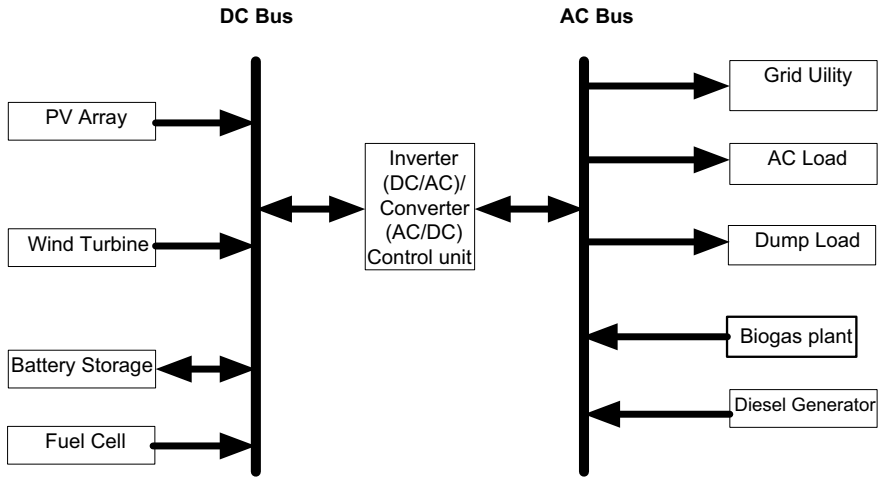 DC Bus
AC Bus
PV Array
Wind Turbine
Battery Storage
Fuel Cell
Inverter
(DC/AC)/
Converter
(AC/DC)
Control unit
Grid Uility
AC Load
Dump Load
Biogas plant
Diesel Generator